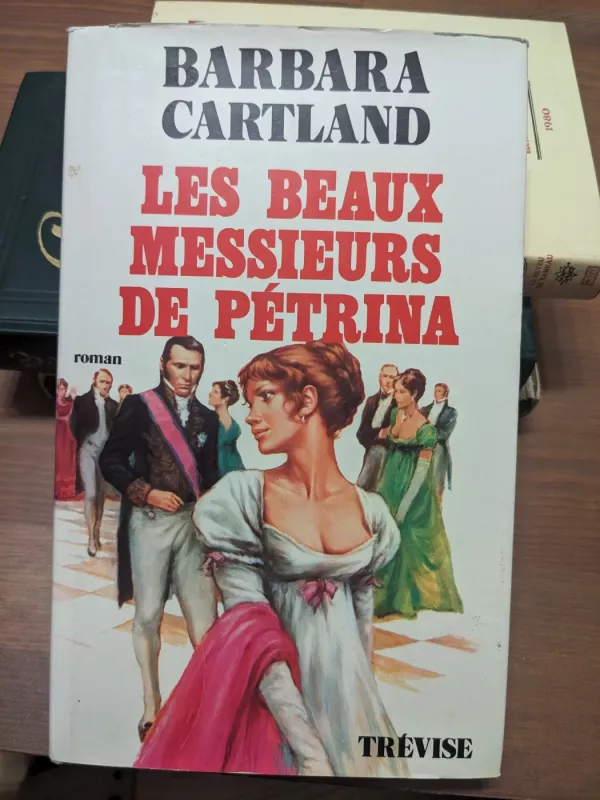 BARBARA
CARTLAND
LES BEAUX
MESSIEURS
DE PÉTRINA
roman
TRÉVISE
1980